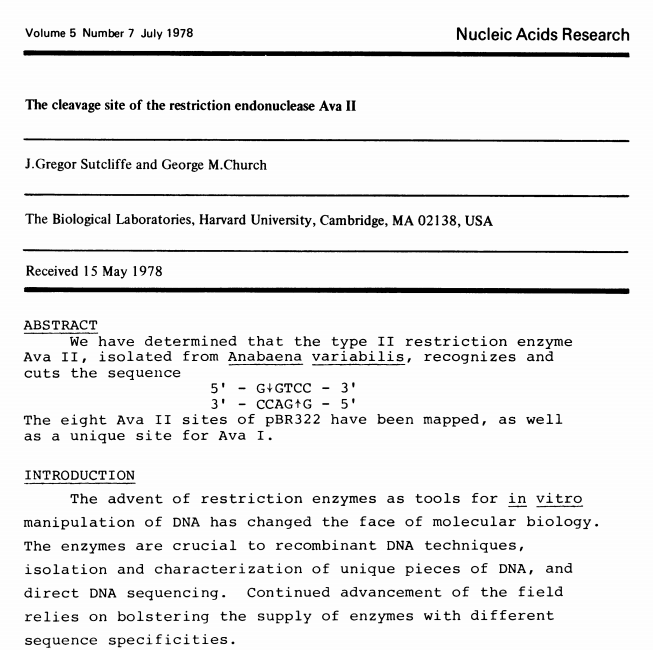 Volume 5 Number 7 July 1978 Nucleic Acids Research
The cleavage site of the restriction endonuclease Ava II
J.Gregor Sutcliffe and George M.Church
The Biological Laboratories, Harvard University, Cambridge, MA 02138, USA
Received 15 May 1978
ABSTRACT
We have determined that the type II restriction enzyme
Ava II, isolated from Anabaena variabilis, recognizes and
cuts the sequence
5' - G↓GTCC - 3'
3' - CCAG↑G - 5'
The eight Ava II sites of pBR322 have been mapped, as well
as a unique site for Ava I.
INTRODUCTION
The advent of restriction enzymes as tools for in vitro
manipulation of DNA has changed the face of molecular biology.
The enzymes are crucial to recombinant DNA techniques,
isolation and characterization of unique pieces of DNA, and
direct DNA sequencing. Continued advancement of the field
relies on bolstering the supply of enzymes with different
sequence specificities.